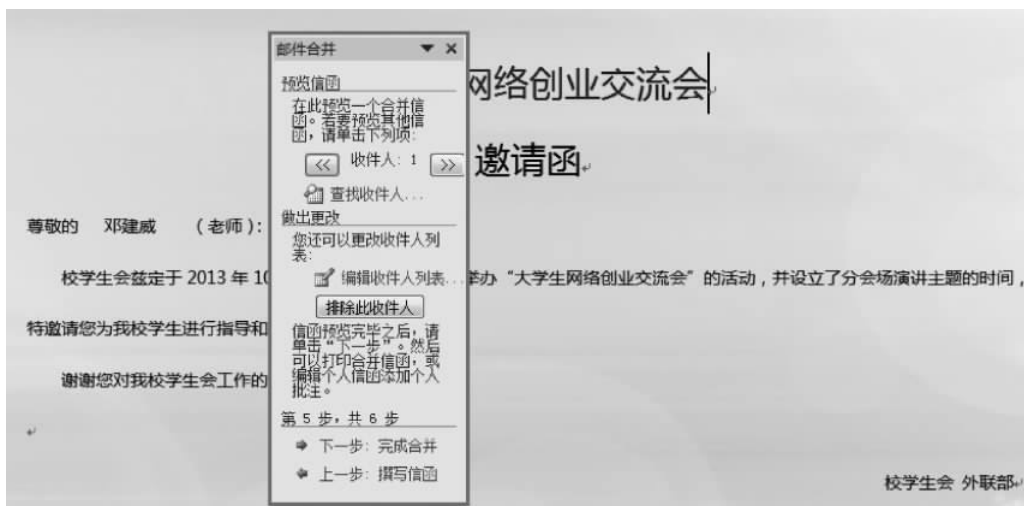 网络创业交流会
邀请函
尊敬的 邓建威 (老师):
校学生会兹定于 2013 年 10
举办“大学生网络创业交流会”的活动,并设立了分会场演讲主题的时间,
特邀请您为我校学生进行指导和
谢谢您对我校学生会工作的
校学生会 外联部
邮件合并
预览信函
在此预览一个合并信
函。若要预览其他信
函,请单击下列项:
<< 收件人: 1 >>
查找收件人...
做出更改
您还可以更改收件人列
表:
编辑收件人列表...
排除此收件人
信函预览完毕之后,请
单击“下一步”。然后
可以打印合并信函,或
编辑个人信函添加个人
批注。
第 5 步,共 6 步
下一步: 完成合并
上一步: 撰写信函